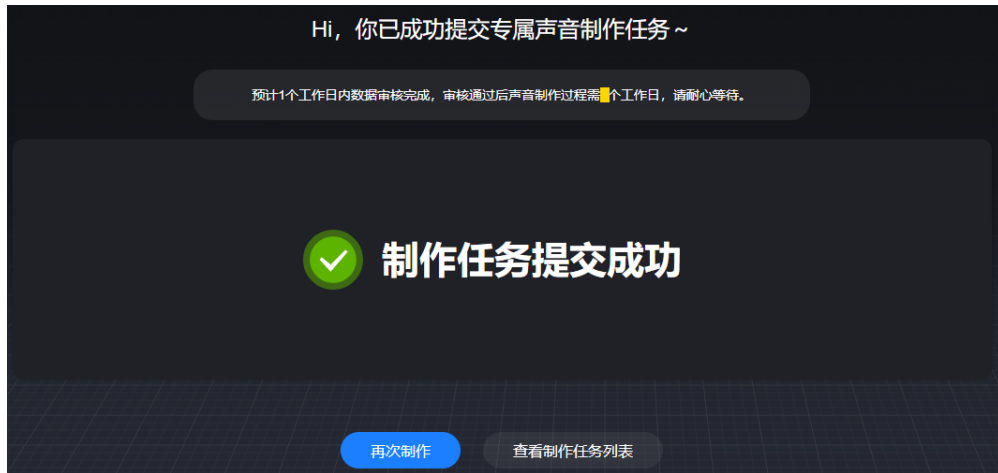 Hi，你已成功提交专属声音制作任务～
预计1个工作日内数据审核完成，审核通过后声音制作过程需个工作日，请耐心等待。
制作任务提交成功
再次制作
查看制作任务列表